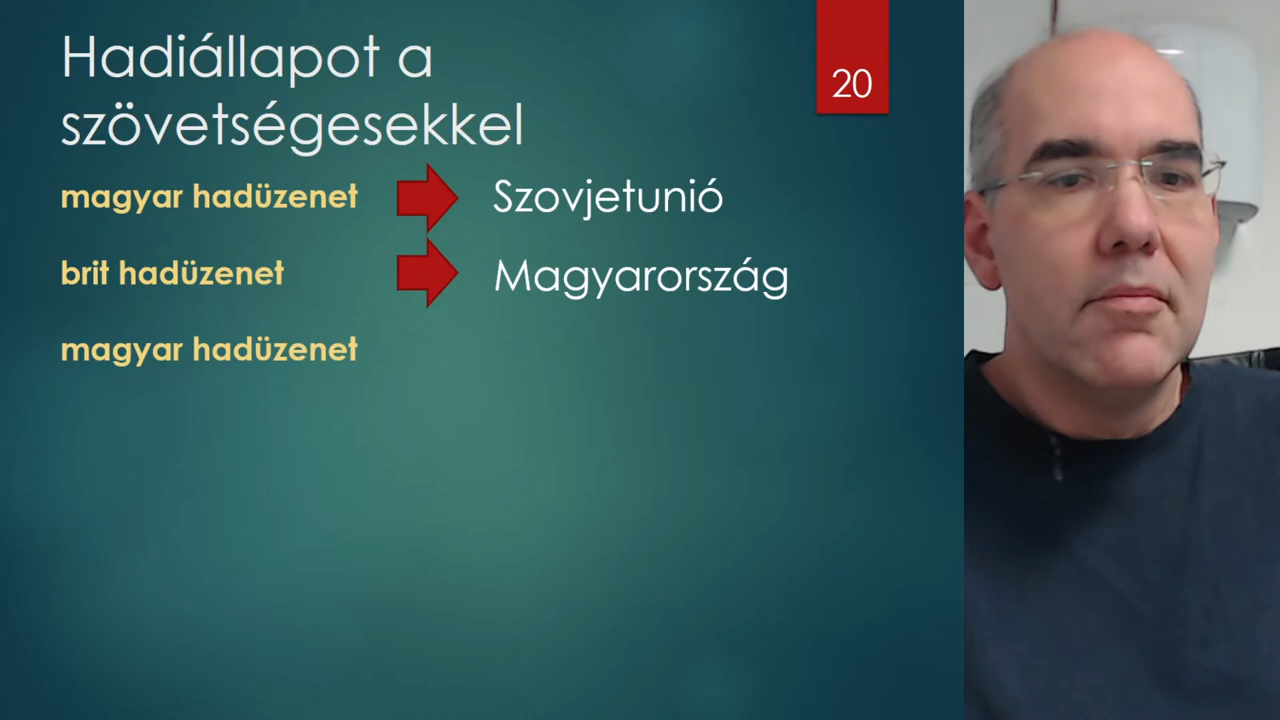 Hadiállapot a
szövetségesekkel
20
magyar hadüzenet Szovjetunió
brit hadüzenet Magyarország
magyar hadüzenet